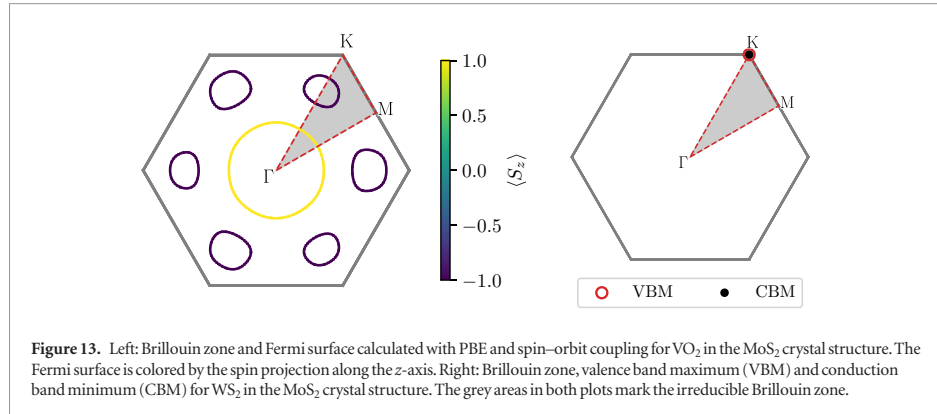 K
M
Γ
1.0
0.5
0.0
−0.5
−1.0
⟨S_z⟩
K
M
Γ
VBM
CBM
Figure 13. Left: Brillouin zone and Fermi surface calculated with PBE and spin–orbit coupling for VO₂ in the MoS₂ crystal structure. The
Fermi surface is colored by the spin projection along the z-axis. Right: Brillouin zone, valence band maximum (VBM) and conduction
band minimum (CBM) for WS₂ in the MoS₂ crystal structure. The grey areas in both plots mark the irreducible Brillouin zone.